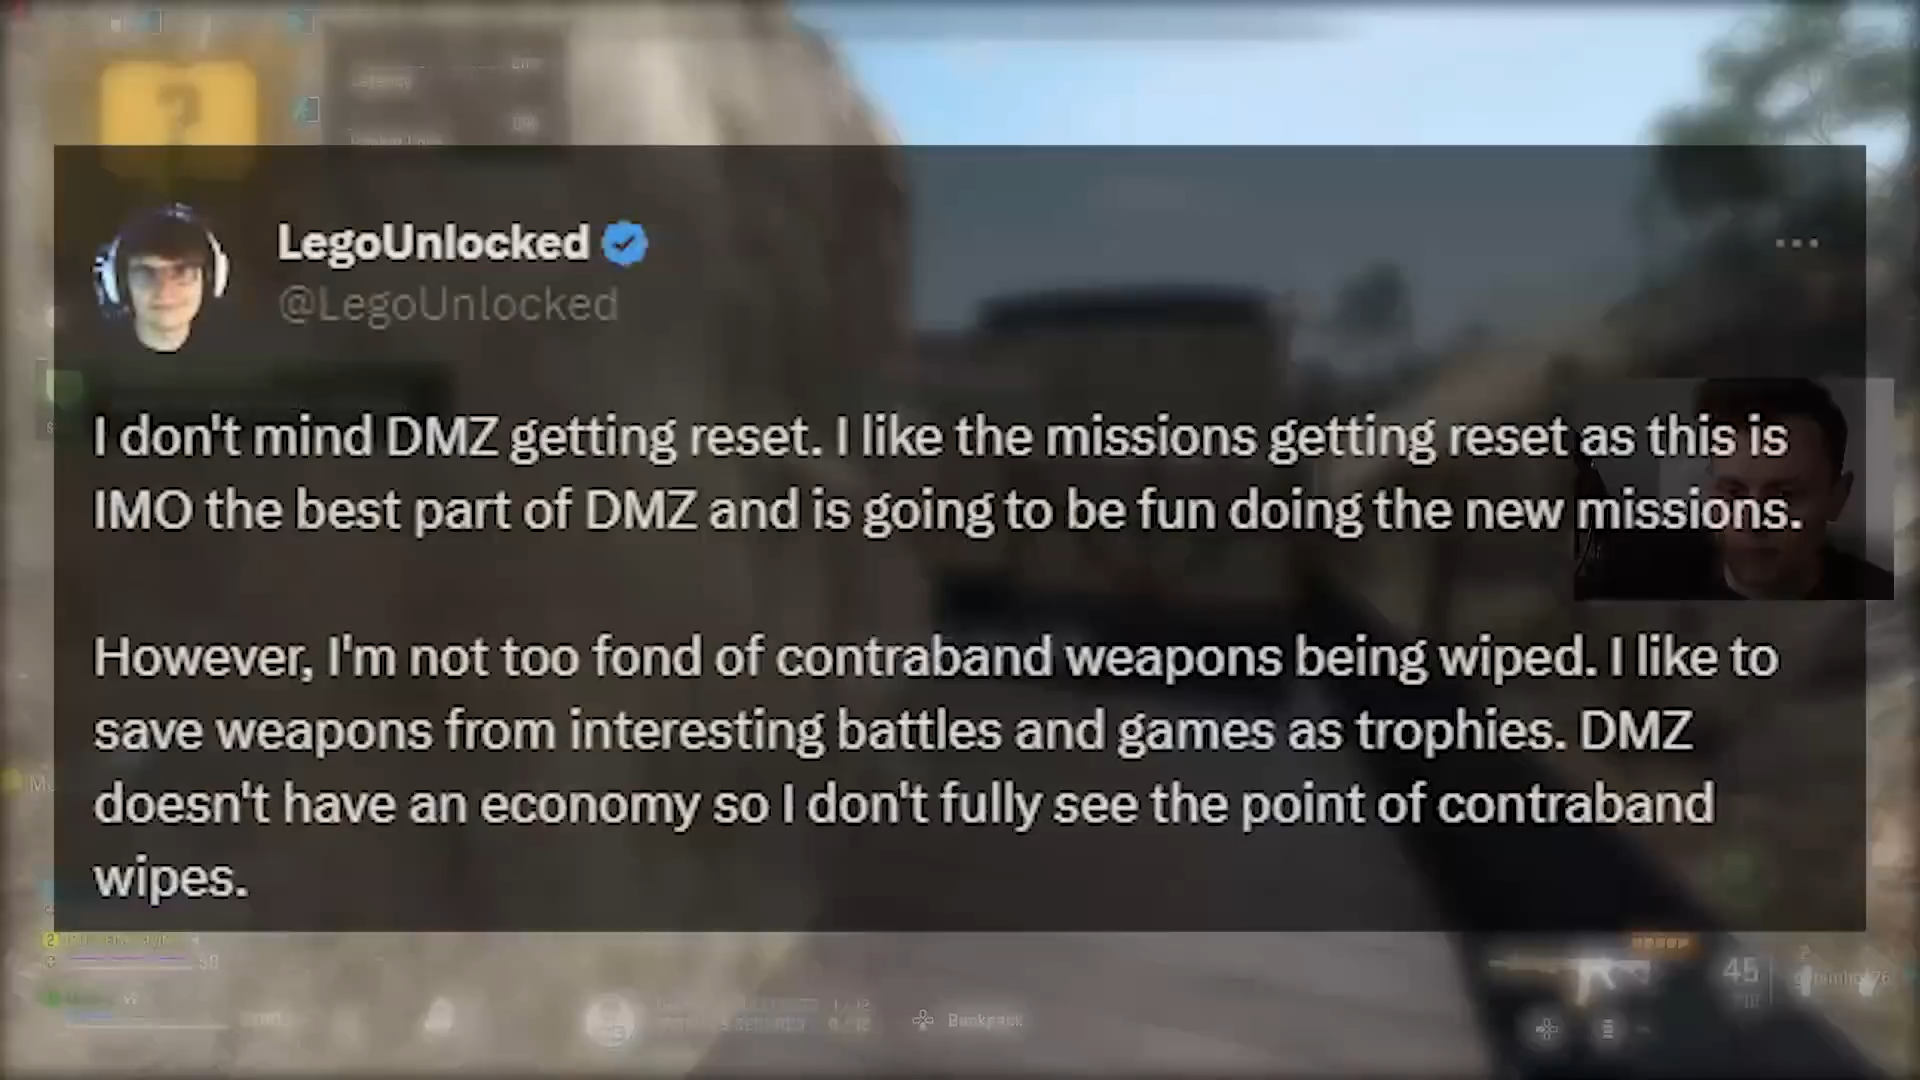 Latency
LegoUnlocked
@LegoUnlocked
I don't mind DMZ getting reset. I like the missions getting reset as this is
IMO the best part of DMZ and is going to be fun doing the new missions.
However, I'm not too fond of contraband weapons being wiped. I like to
save weapons from interesting battles and games as trophies. DMZ
doesn't have an economy so I don't fully see the point of contraband
wipes.
45
Backpack